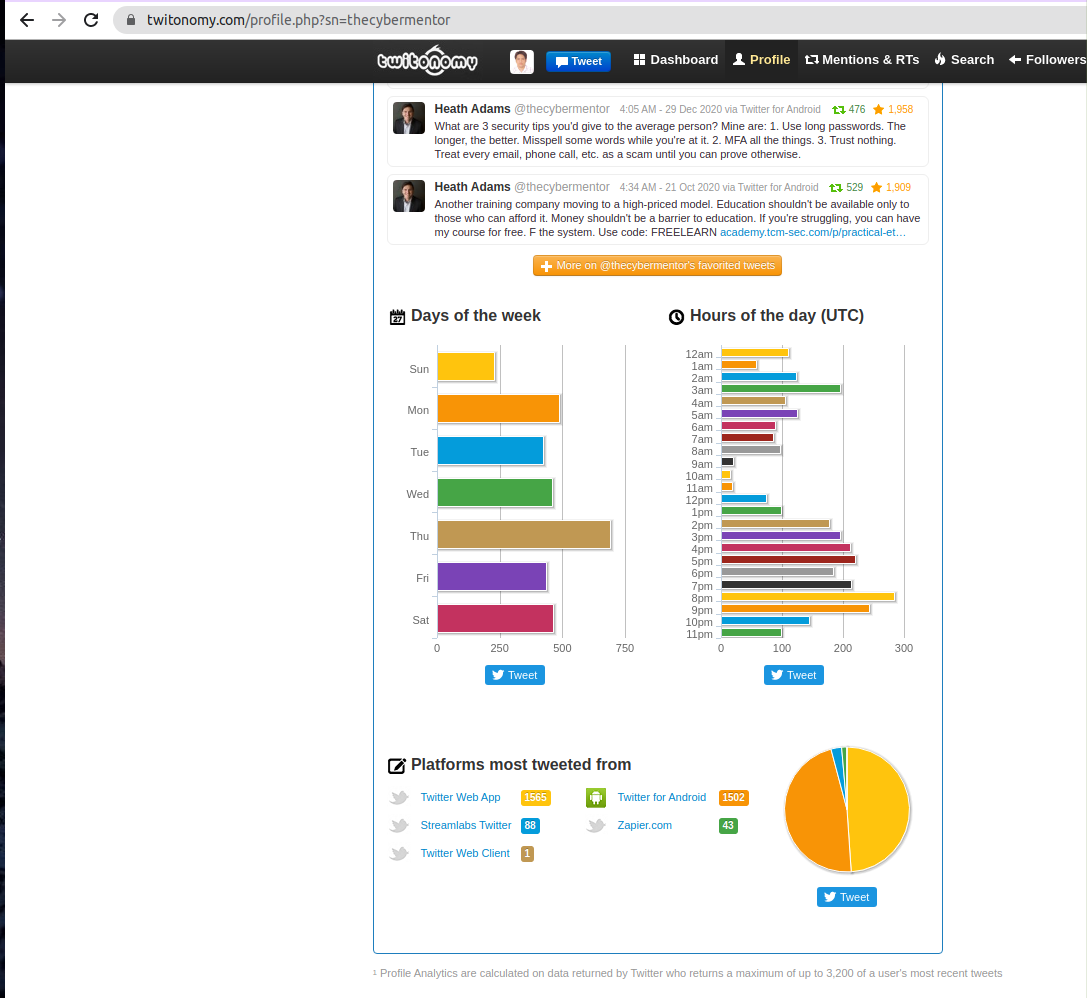 twitonomy.com/profile.php?sn=thecybermentor
twitonomy Tweet Dashboard Profile Mentions & RTs Search Followers
Heath Adams @thecybermentor 4:05 AM - 29 Dec 2020 via Twitter for Android 476 1,958
What are 3 security tips you'd give to the average person? Mine are: 1. Use long passwords. The
longer, the better. Misspell some words while you're at it. 2. MFA all the things. 3. Trust nothing.
Treat every email, phone call, etc. as a scam until you can prove otherwise.
Heath Adams @thecybermentor 4:34 AM - 21 Oct 2020 via Twitter for Android 529 1,909
Another training company moving to a high-priced model. Education shouldn't be available only to
those who can afford it. Money shouldn't be a barrier to education. If you're struggling, you can have
my course for free. F the system. Use code: FREELEARN academy.tcm-sec.com/p/practical-et…
More on @thecybermentor's favorited tweets
27 Days of the week
Sun
Mon
Tue
Wed
Thu
Fri
Sat
0 250 500 750
Tweet
Hours of the day (UTC)
12am
1am
2am
3am
4am
5am
6am
7am
8am
9am
10am
11am
12pm
1pm
2pm
3pm
4pm
5pm
6pm
7pm
8pm
9pm
10pm
11pm
0 100 200 300
Tweet
Platforms most tweeted from
Twitter Web App 1565 Twitter for Android 1502
Streamlabs Twitter 88 Zapier.com 43
Twitter Web Client 1
Tweet
¹ Profile Analytics are calculated on data returned by Twitter who returns a maximum of up to 3,200 of a user's most recent tweets